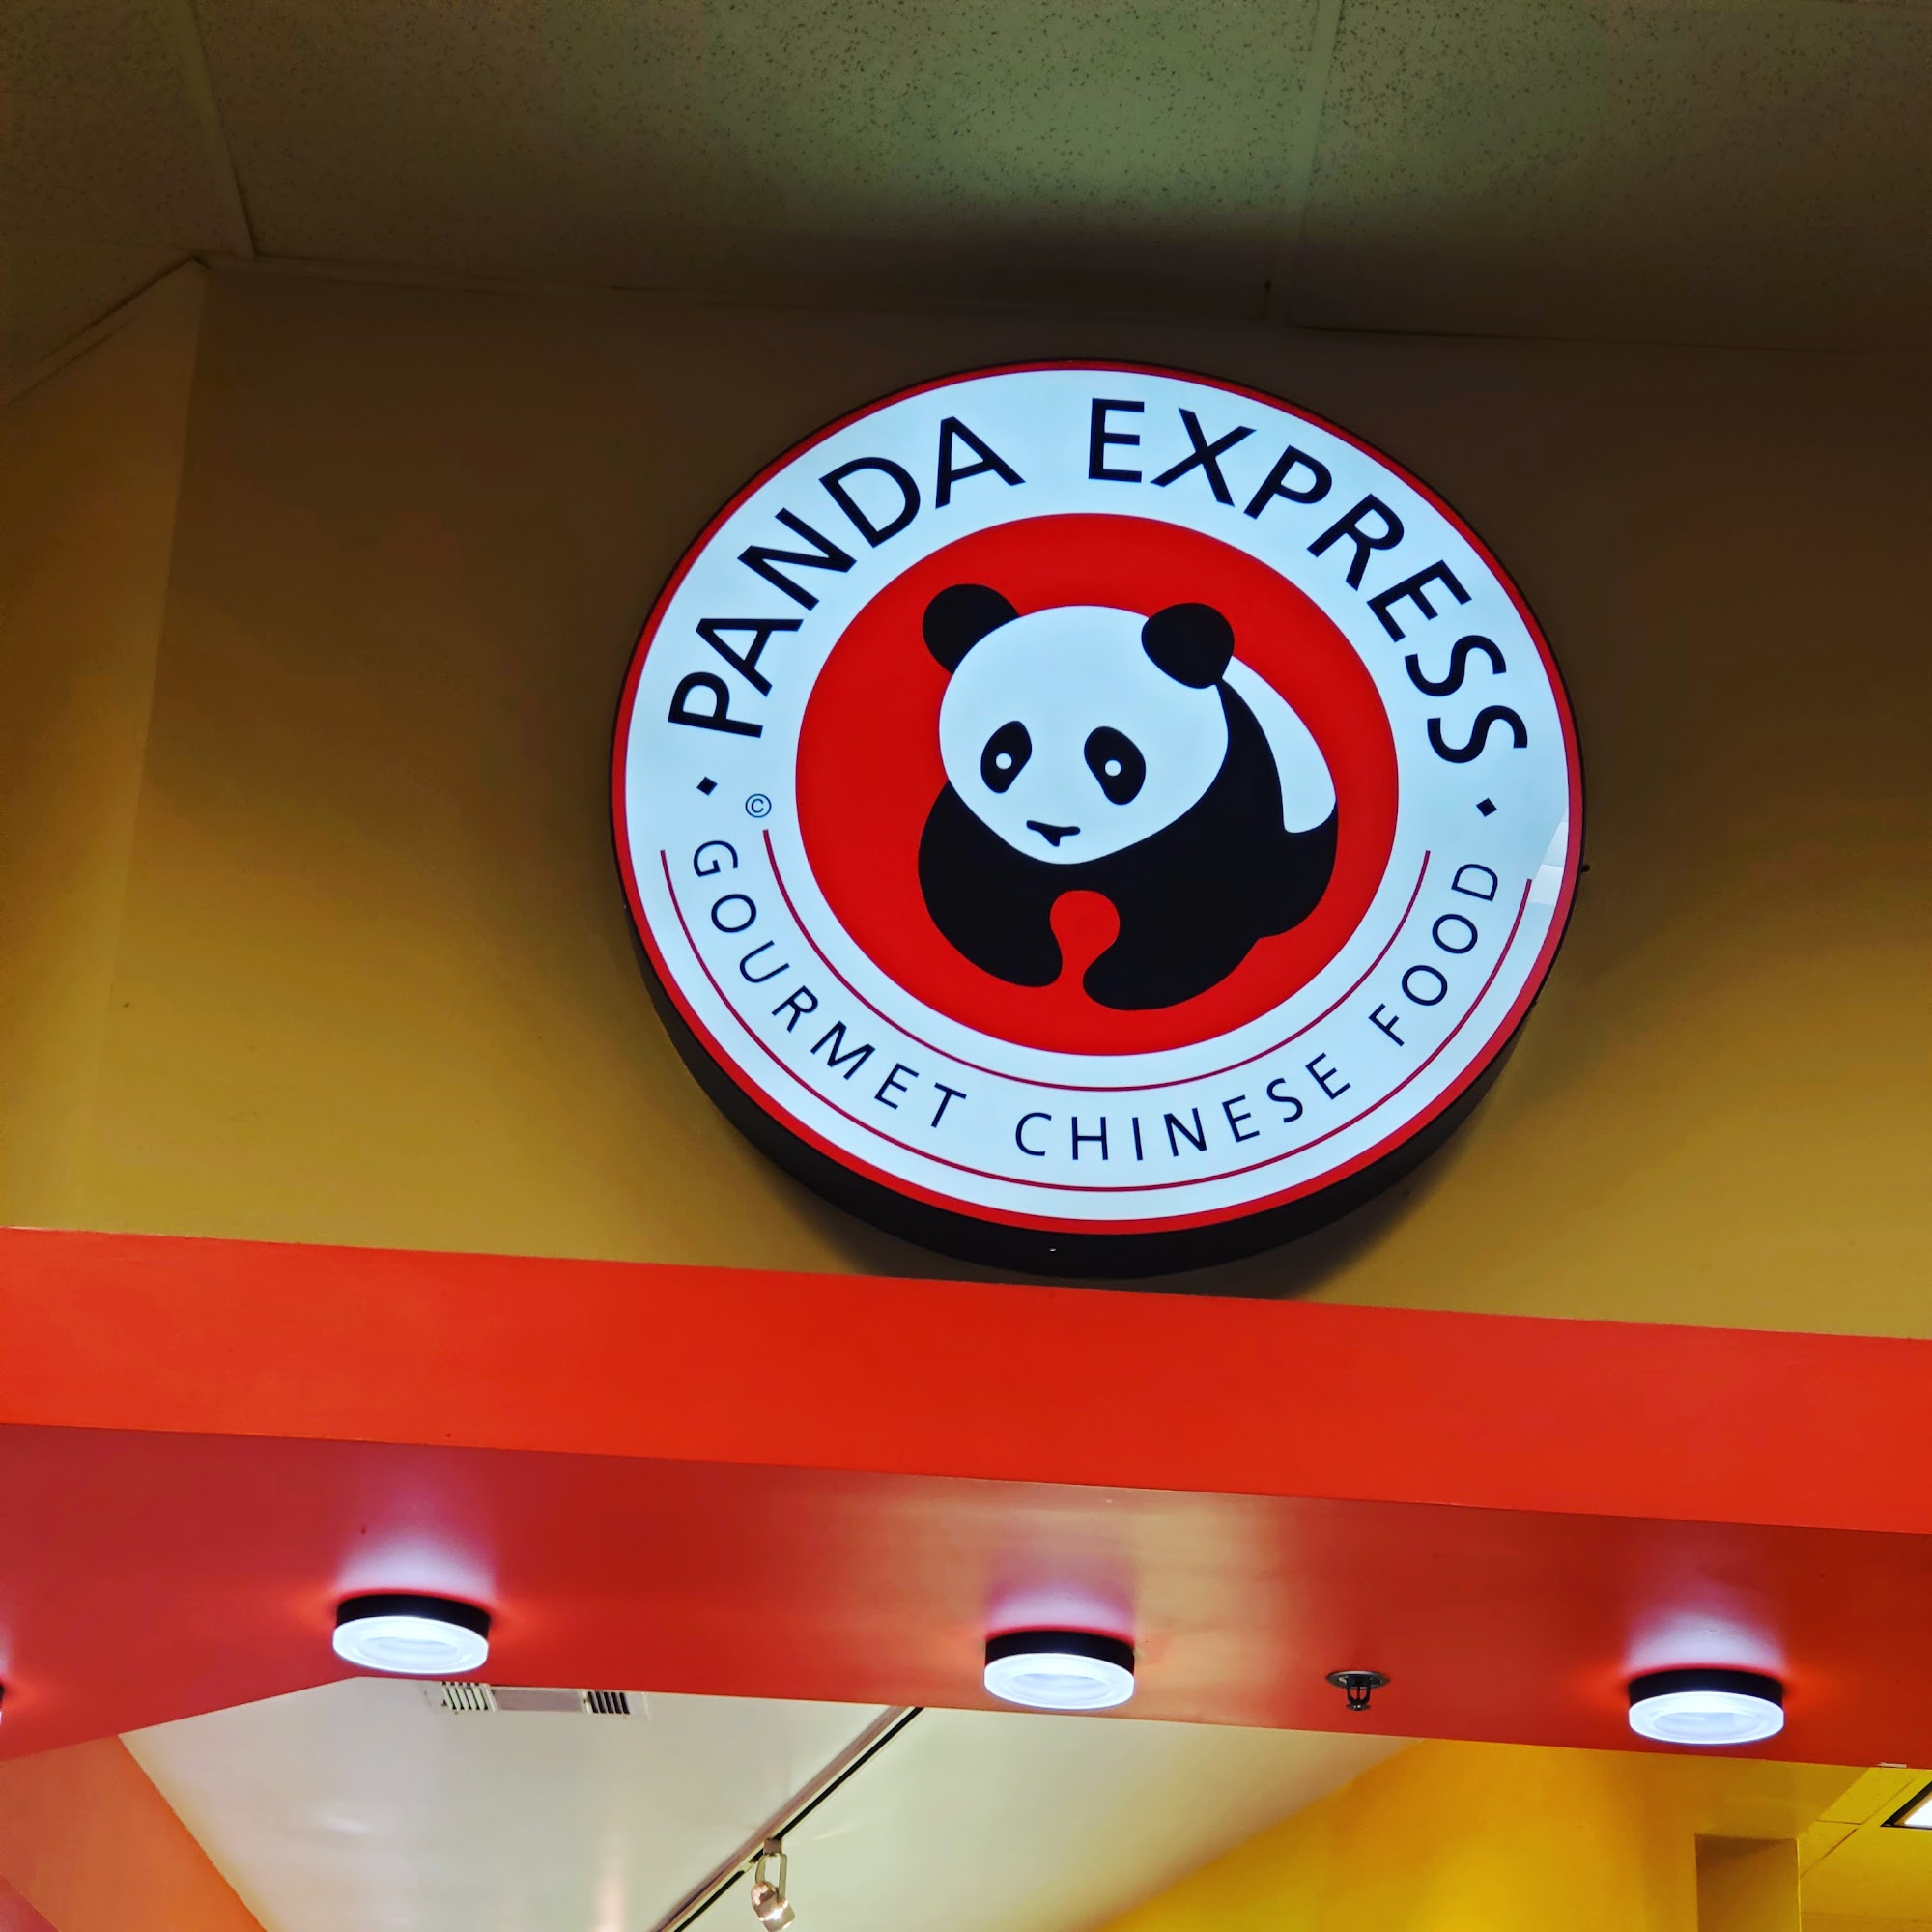 PANDA EXPRESS
©
· GOURMET CHINESE FOOD ·